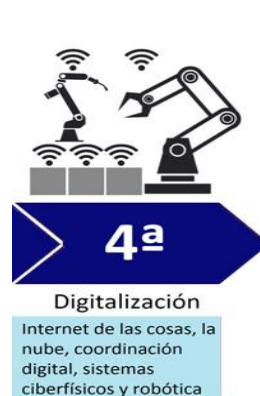 4ª
Digitalización
Internet de las cosas, la
nube, coordinación
digital, sistemas
ciberfísicos y robótica